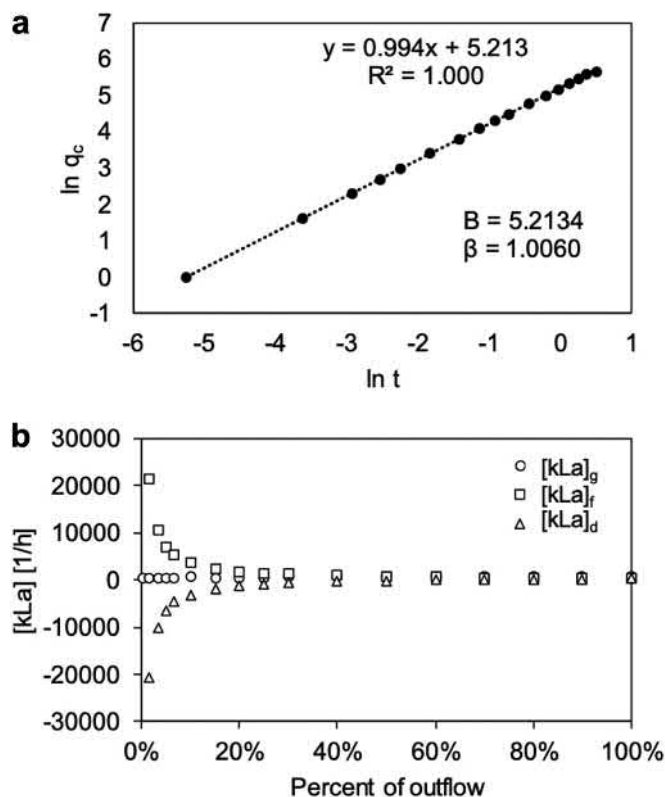 a
y = 0.994x + 5.213
R² = 1.000
B = 5.2134
β = 1.0060
ln q_c
7
6
5
4
3
2
1
0
-1
-6 -5 -4 -3 -2 -1 0 1
ln t
b
[kLa]_g
[kLa]_f
[kLa]_d
[kLa] [1/h]
30000
20000
10000
0
-10000
-20000
-30000
0% 20% 40% 60% 80% 100%
Percent of outflow